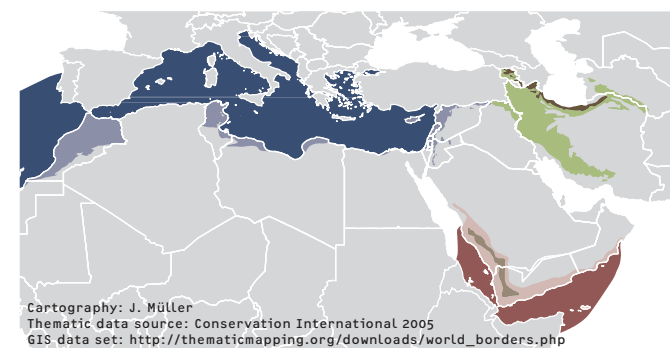 Cartography: J. Müller
Thematic data source: Conservation International 2005
GIS data set: http://thematicmapping.org/downloads/world_borders.php